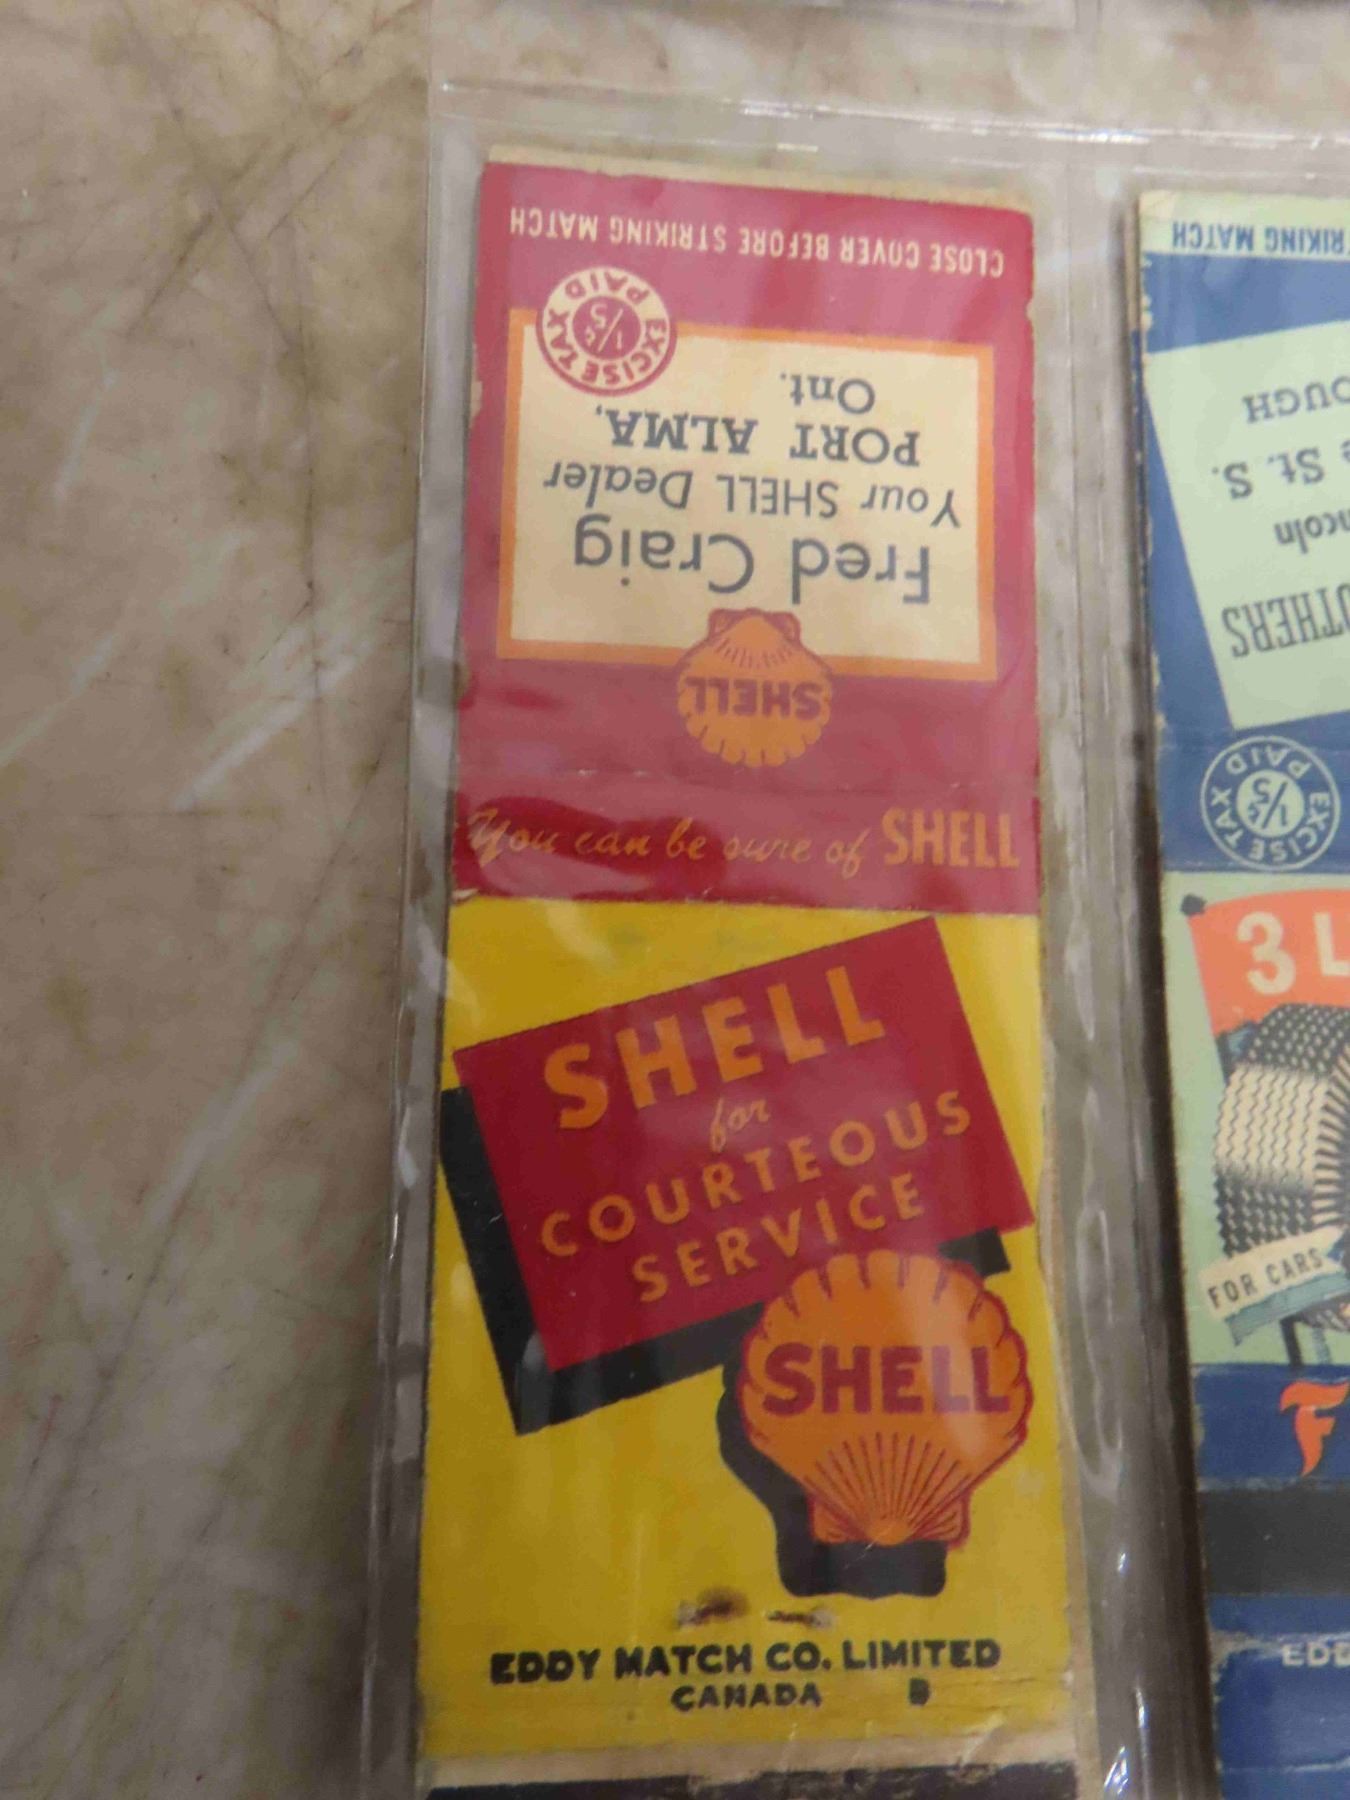 CLOSE COVER BEFORE STRIKING MATCH
EXCISE TAX PAID
1/5¢
Ont.
PORT ALMA,
Your SHELL Dealer
Fred Craig
SHELL
You can be sure of SHELL
SHELL
for
COURTEOUS
SERVICE
SHELL
EDDY MATCH CO. LIMITED
CANADA B
RIKING MATCH
OUGH
e St. S.
ncoln
OTHERS
EXCISE TAX PAID
1/5¢
3 L
FOR CARS
F
EDD